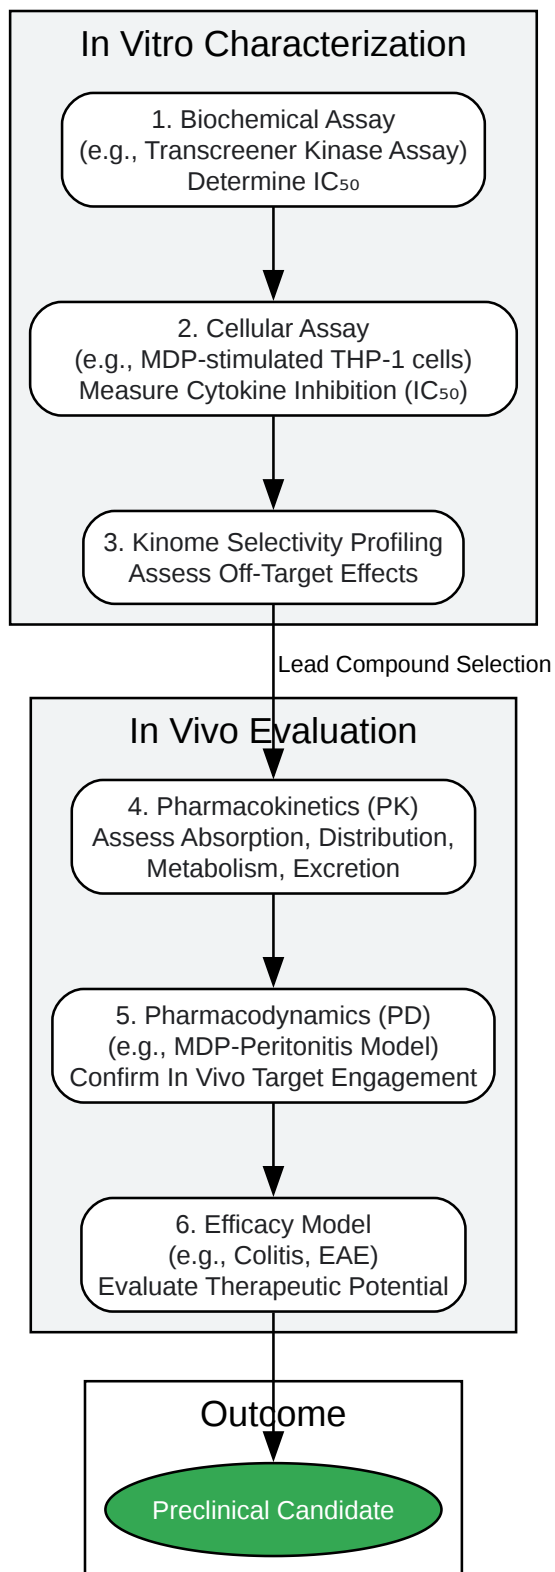 In Vitro Characterization
1. Biochemical Assay
(e.g., Transcreener Kinase Assay)
Determine IC₅₀
2. Cellular Assay
(e.g., MDP-stimulated THP-1 cells)
Measure Cytokine Inhibition (IC₅₀)
3. Kinome Selectivity Profiling
Assess Off-Target Effects
Lead Compound Selection
In Vivo Evaluation
4. Pharmacokinetics (PK)
Assess Absorption, Distribution,
Metabolism, Excretion
5. Pharmacodynamics (PD)
(e.g., MDP-Peritonitis Model)
Confirm In Vivo Target Engagement
6. Efficacy Model
(e.g., Colitis, EAE)
Evaluate Therapeutic Potential
Outcome
Preclinical Candidate